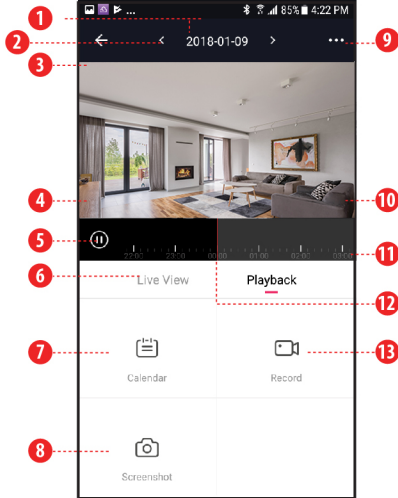 1
... 85% 4:22 PM
2 2018-01-09 ... 9
3
4 10
5 11
22:00 23:00 00:00 01:00 02:00 03:00
6 Live View Playback
12
7 13
Calendar Record
8
Screenshot